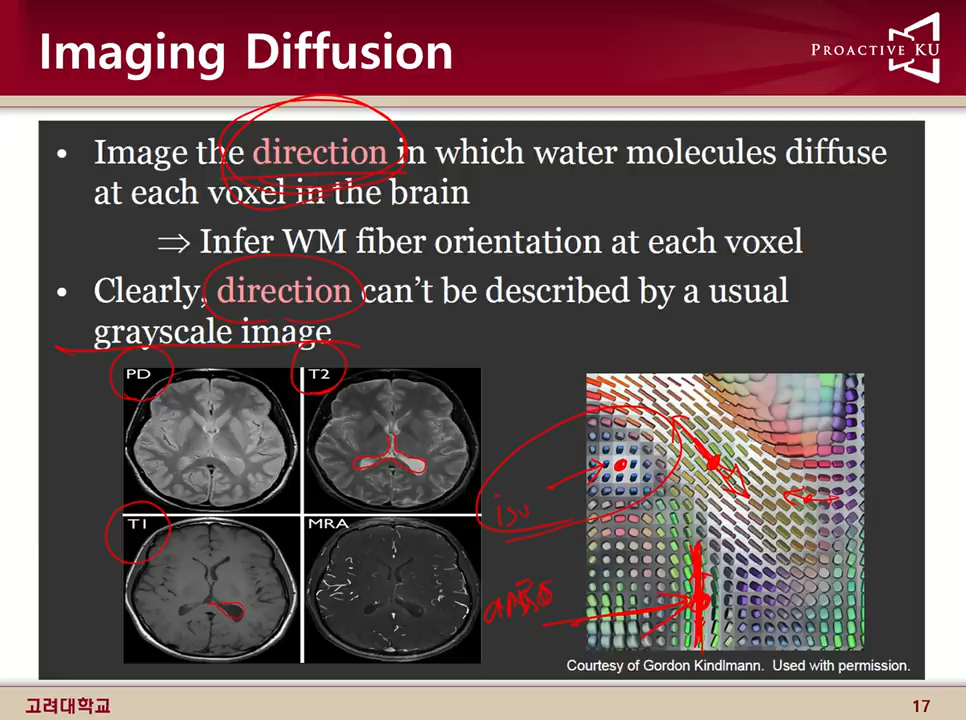 Imaging Diffusion
PROACTIVE KU
• Image the direction in which water molecules diffuse
at each voxel in the brain
⇒ Infer WM fiber orientation at each voxel
• Clearly, direction can't be described by a usual
grayscale image
PD
T2
T1
MRA
iso
Courtesy of Gordon Kindlmann. Used with permission.
고려대학교
17